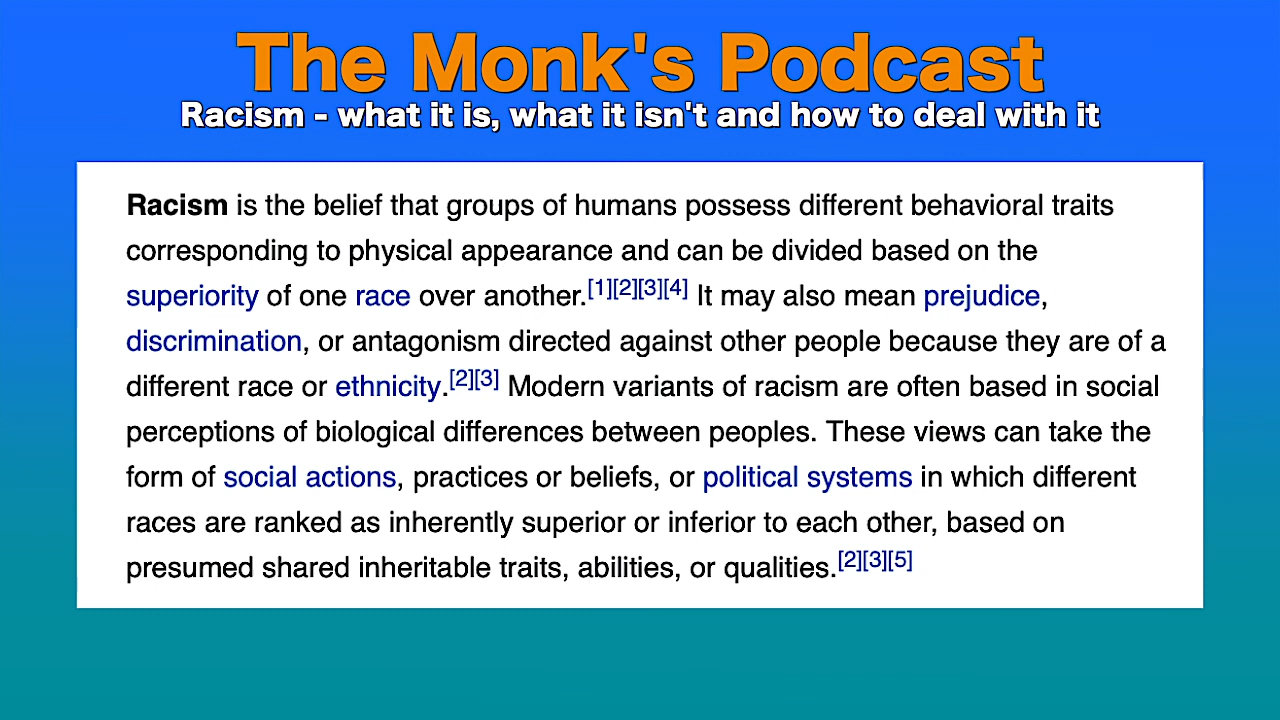 The Monk's Podcast
Racism - what it is, what it isn't and how to deal with it
Racism is the belief that groups of humans possess different behavioral traits
corresponding to physical appearance and can be divided based on the
superiority of one race over another.[1][2][3][4] It may also mean prejudice,
discrimination, or antagonism directed against other people because they are of a
different race or ethnicity.[2][3] Modern variants of racism are often based in social
perceptions of biological differences between peoples. These views can take the
form of social actions, practices or beliefs, or political systems in which different
races are ranked as inherently superior or inferior to each other, based on
presumed shared inheritable traits, abilities, or qualities.[2][3][5]